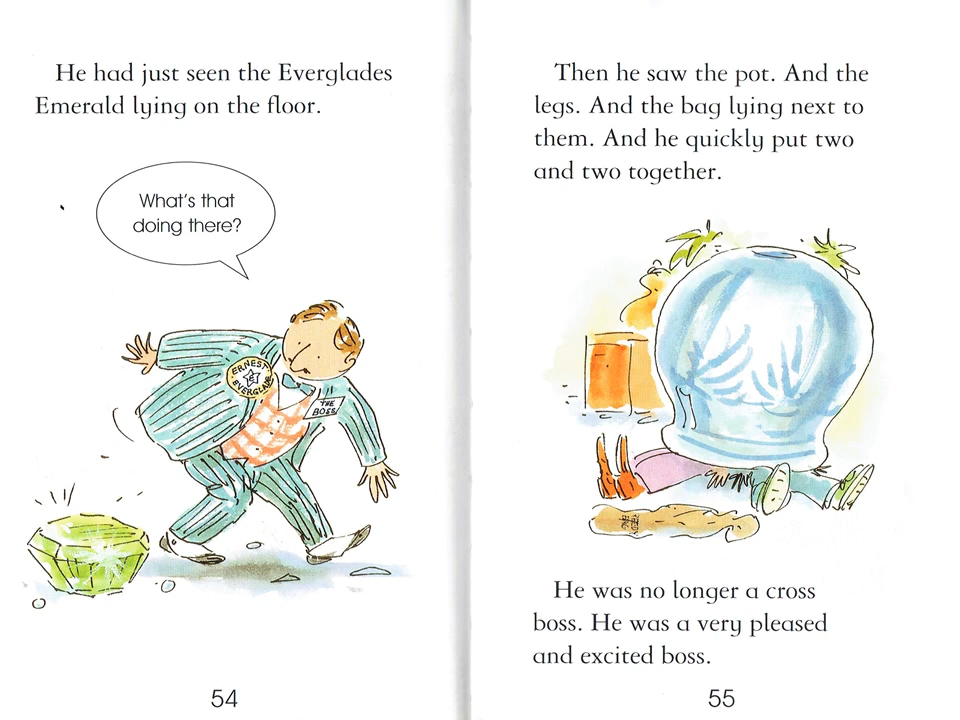 He had just seen the Everglades
Emerald lying on the floor.
What's that
doing there?
ERNEST
E
EVERGLADE
THE
BOSS
54
Then he saw the pot. And the
legs. And the bag lying next to
them. And he quickly put two
and two together.
He was no longer a cross
boss. He was a very pleased
and excited boss.
55